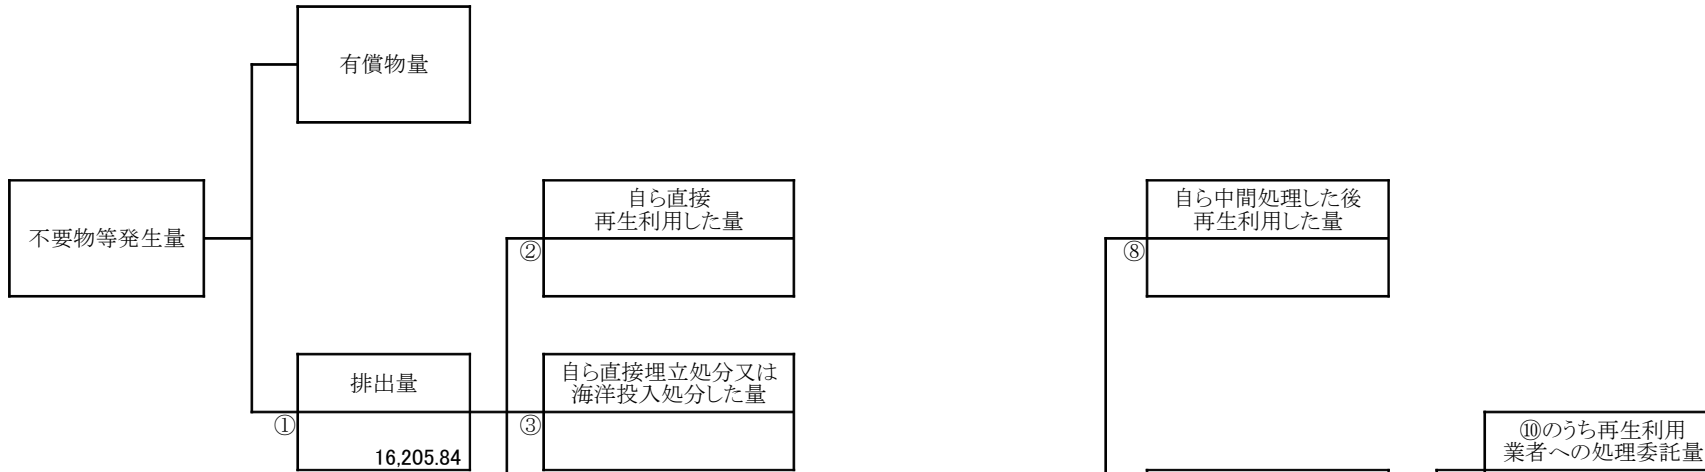 有償物量
不要物等発生量
自ら直接
再生利用した量
②
自ら中間処理した後
再生利用した量
⑧
排出量
①
16,205.84
自ら直接埋立処分又は
海洋投入処分した量
③
⑩のうち再生利用
業者への処理委託量